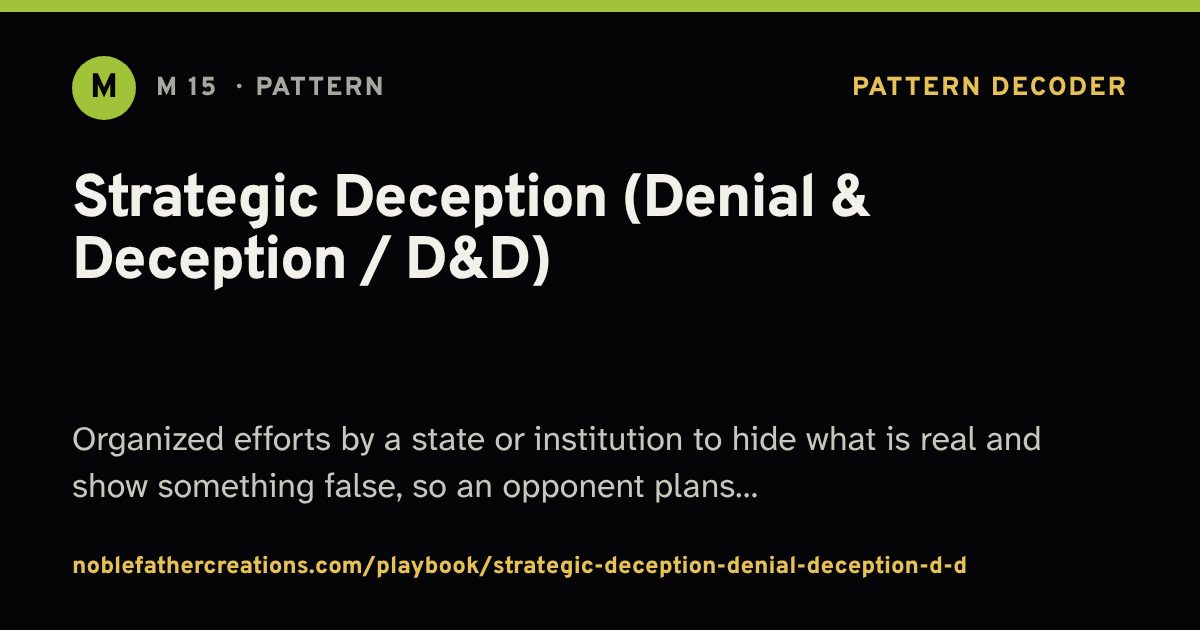 M
M 15 · PATTERN
PATTERN DECODER
Strategic Deception (Denial &
Deception / D&D)
Organized efforts by a state or institution to hide what is real and
show something false, so an opponent plans...
noblefathercreations.com/playbook/strategic-deception-denial-deception-d-d